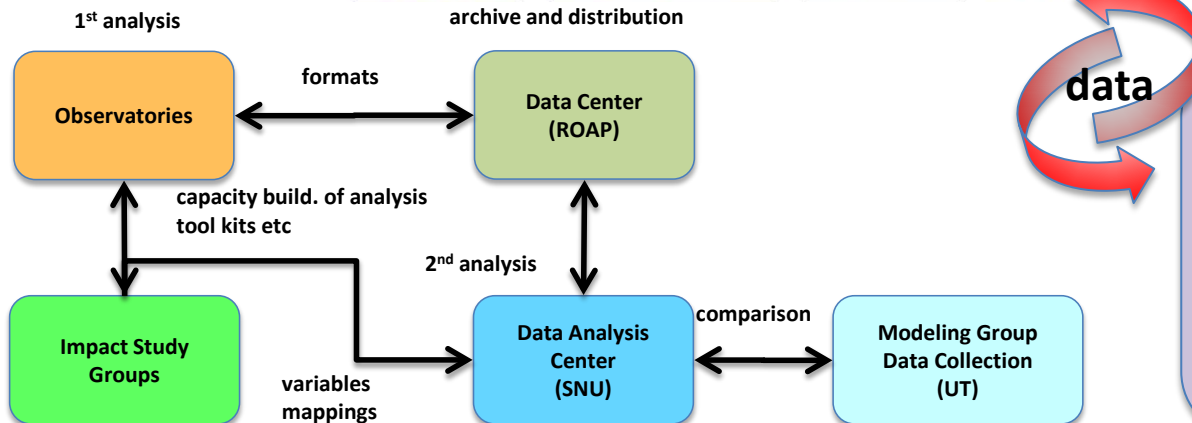 1st analysis
archive and distribution
Observatories
formats
Data Center
(ROAP)
data
capacity build. of analysis
tool kits etc
2nd analysis
Impact Study
Groups
variables
mappings
Data Analysis
Center
(SNU)
comparison
Modeling Group
Data Collection
(UT)